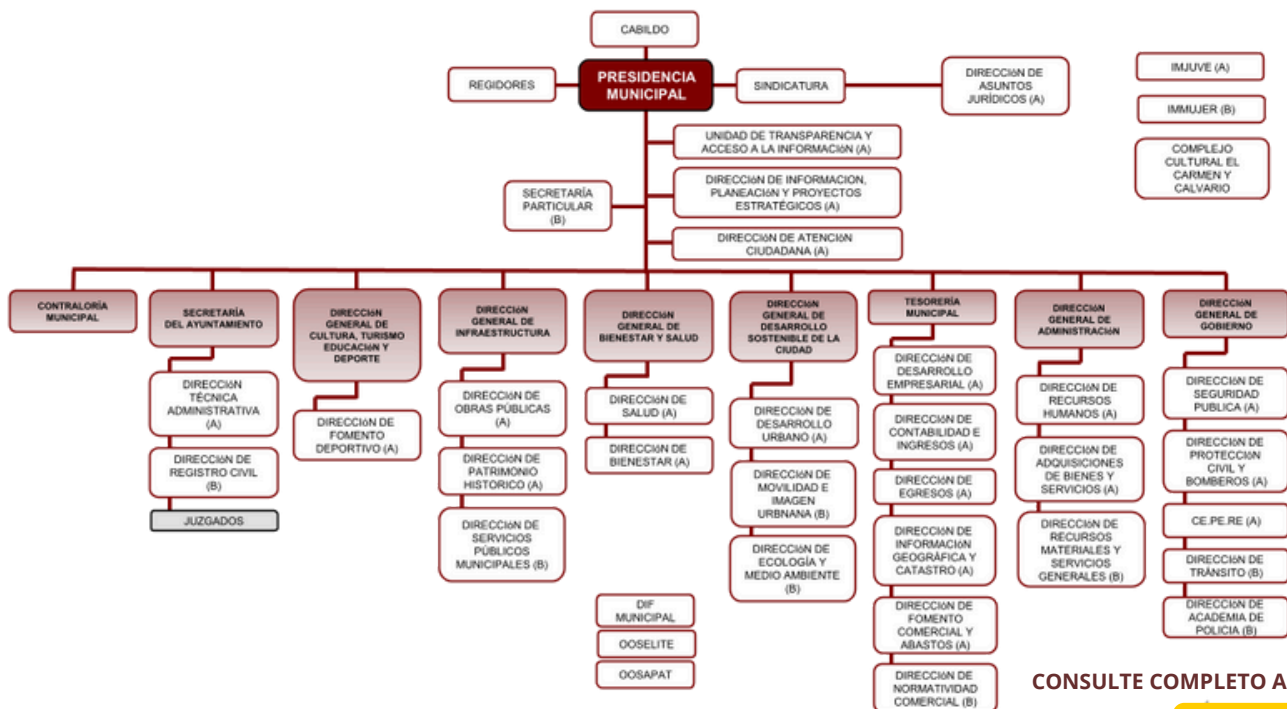 CABILDO
REGIDORES
PRESIDENCIA
MUNICIPAL
SINDICATURA
DIRECCIóN DE
ASUNTOS
JURÍDICOS (A)
IMJUVE (A)
IMMUJER (B)
COMPLEJO
CULTURAL EL
CARMEN Y
CALVARIO
UNIDAD DE TRANSPARENCIA Y
ACCESO A LA INFORMACIóN (A)
SECRETARÍA
PARTICULAR
(B)
DIRECCIóN DE INFORMACION,
PLANEACIóN Y PROYECTOS
ESTRATÉGICOS (A)
DIRECCIóN DE ATENCIóN
CIUDADANA (A)
CONTRALORÍA
MUNICIPAL
SECRETARÍA
DEL AYUNTAMIENTO
DIRECCIóN
TÉCNICA
ADMINISTRATIVA
(A)
DIRECCIóN DE
REGISTRO CIVIL
(B)
JUZGADOS
DIRECCIóN
GENERAL DE
CULTURA, TURISMO
EDUCACIóN Y
DEPORTE
DIRECCIóN DE
FOMENTO
DEPORTIVO (A)
DIRECCIóN
GENERAL DE
INFRAESTRUCTURA
DIRECCIóN DE
OBRAS PÚBLICAS
(A)
DIRECCIóN DE
PATRIMONIO
HISTORICO (A)
DIRECCIóN DE
SERVICIOS
PÚBLICOS
MUNICIPALES (B)
DIRECCIóN
GENERAL DE
BIENESTAR Y SALUD
DIRECCIóN DE
SALUD (A)
DIRECCIóN DE
BIENESTAR (A)
DIRECCIóN
GENERAL DE
DESARROLLO
SOSTENIBLE DE LA
CIUDAD
DIRECCIóN DE
DESARROLLO
URBANO (A)
DIRECCIóN DE
MOVILIDAD E
IMAGEN
URBNANA (B)
DIRECCIóN DE
ECOLOGÍA Y
MEDIO AMBIENTE
(B)
TESORERÍA
MUNICIPAL
DIRECCIóN DE
DESARROLLO
EMPRESARIAL (A)
DIRECCIóN DE
CONTABILIDAD E
INGRESOS (A)
DIRECCIóN DE
EGRESOS (A)
DIRECCIóN DE
INFORMACIóN
GEOGRÁFICA Y
CATASTRO (A)
DIRECCIóN DE
FOMENTO
COMERCIAL Y
ABASTOS (A)
DIRECCIóN DE
NORMATIVIDAD
COMERCIAL (B)
DIRECCIóN
GENERAL DE
ADMINISTRACIóN
DIRECCIóN DE
RECURSOS
HUMANOS (A)
DIRECCIóN DE
ADQUISICIONES
DE BIENES Y
SERVICIOS (A)
DIRECCIóN DE
RECURSOS
MATERIALES Y
SERVICIOS
GENERALES (B)
DIRECCIóN
GENERAL DE
GOBIERNO
DIRECCIóN DE
SEGURIDAD
PUBLICA (A)
DIRECCIóN DE
PROTECCIóN
CIVIL Y
BOMBEROS (A)
CE.PE.RE (A)
DIRECCIóN DE
TRÁNSITO (B)
DIRECCIóN DE
ACADEMIA DE
POLICIA (B)
DIF
MUNICIPAL
OOSELITE
OOSAPAT
CONSULTE COMPLETO A